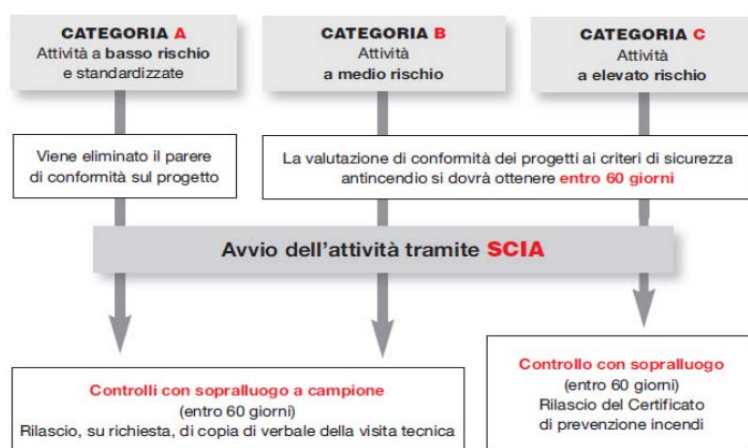 CATEGORIA A
Attività a basso rischio
e standardizzate
CATEGORIA B
Attività
a medio rischio
CATEGORIA C
Attività
a elevato rischio
Viene eliminato il parere
di conformità sul progetto
La valutazione di conformità dei progetti ai criteri di sicurezza
antincendio si dovrà ottenere entro 60 giorni
Avvio dell'attività tramite SCIA
Controlli con sopralluogo a campione
(entro 60 giorni)
Rilascio, su richiesta, di copia di verbale della visita tecnica
Controllo con sopralluogo
(entro 60 giorni)
Rilascio del Certificato
di prevenzione incendi